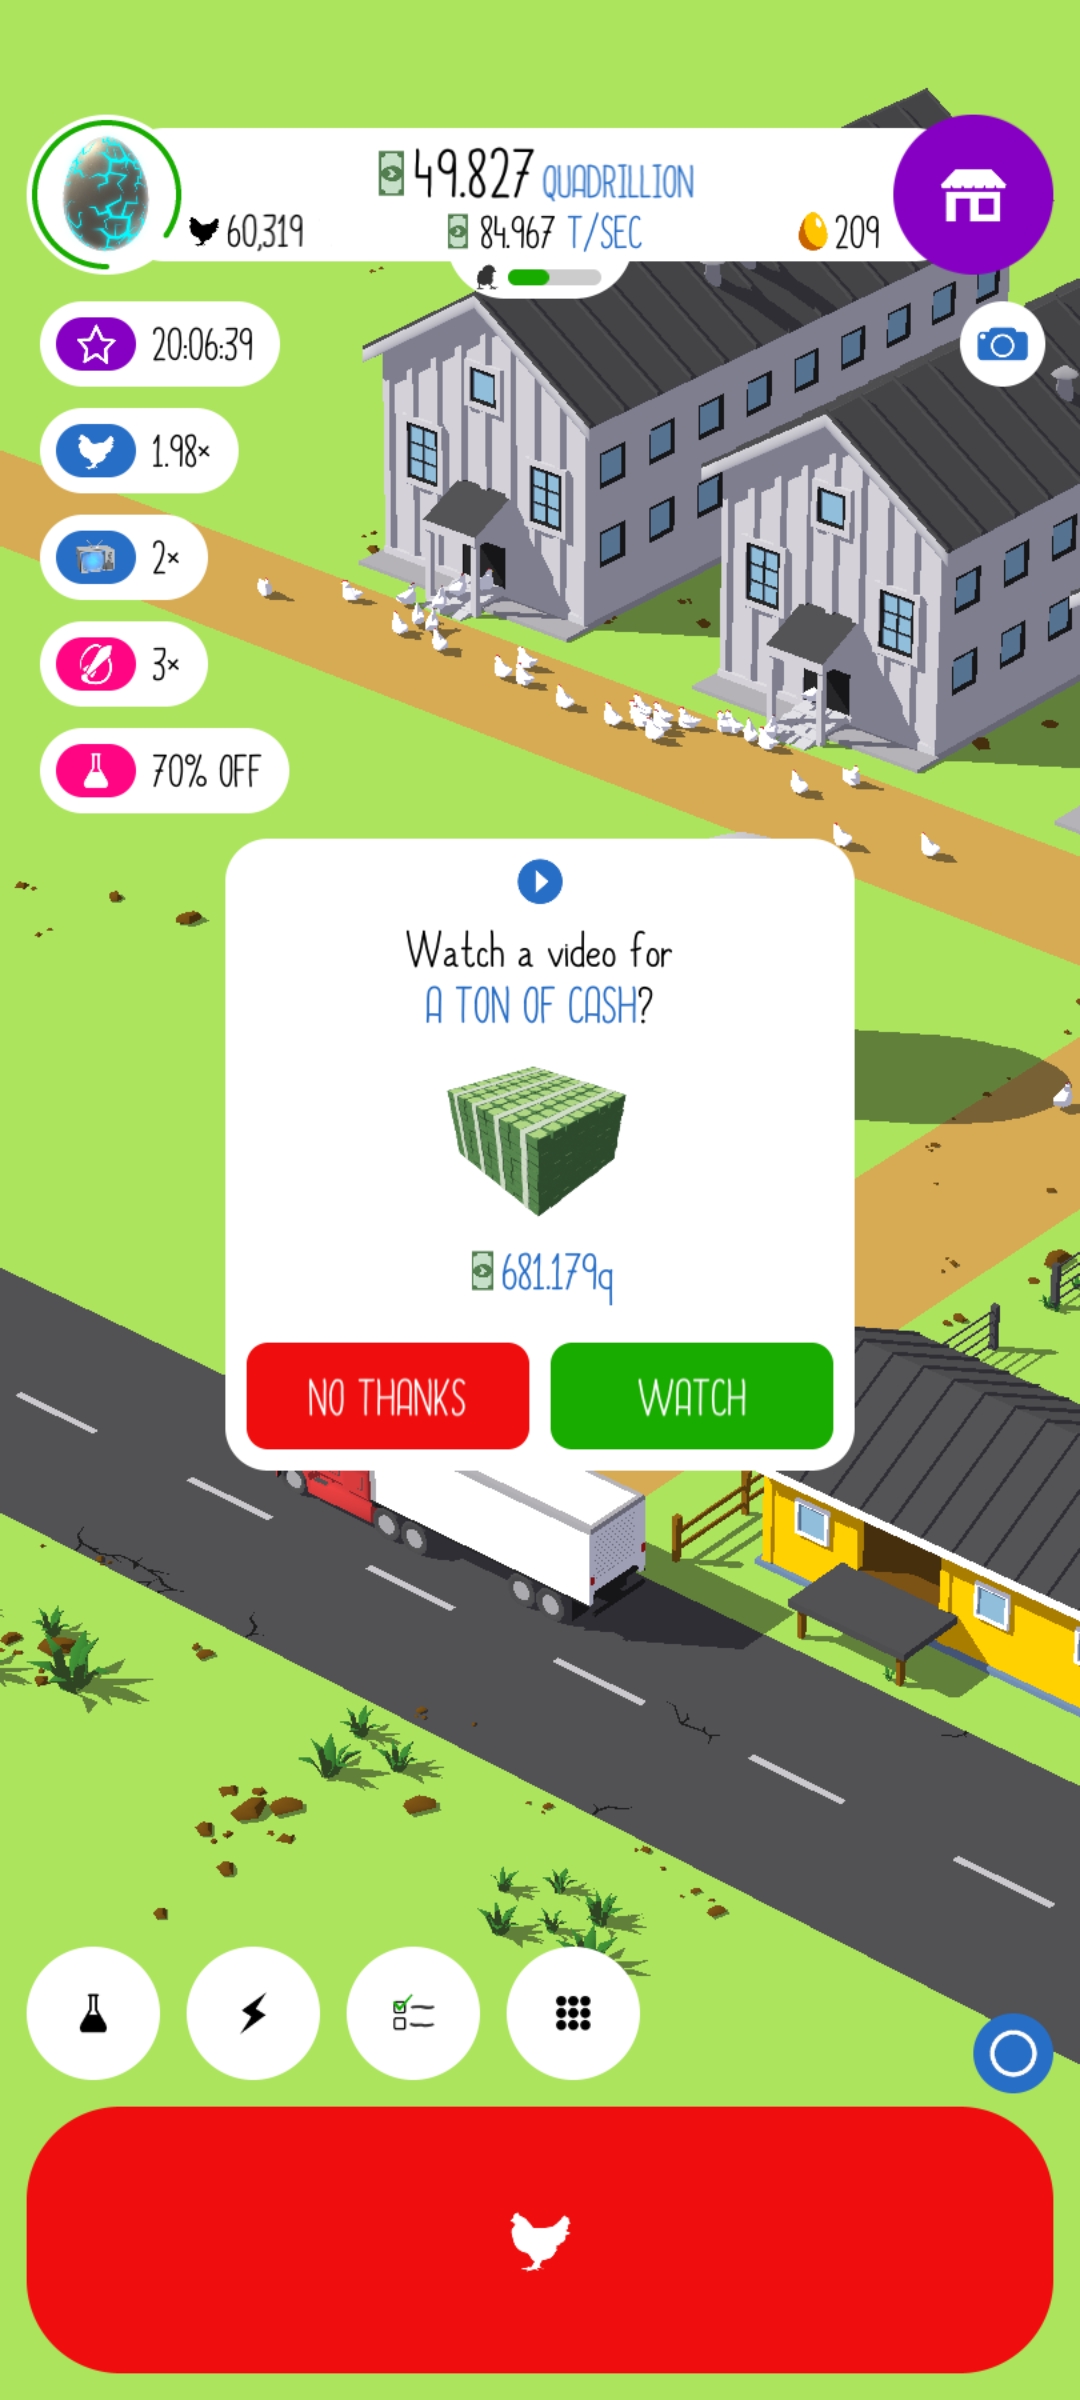 49.827 QUADRILLION
60,319
84.967 T/SEC
209
20:06:39
1.98×
2×
3×
70% OFF
Watch a video for
A TON OF CASH?
681.179q
NO THANKS
WATCH